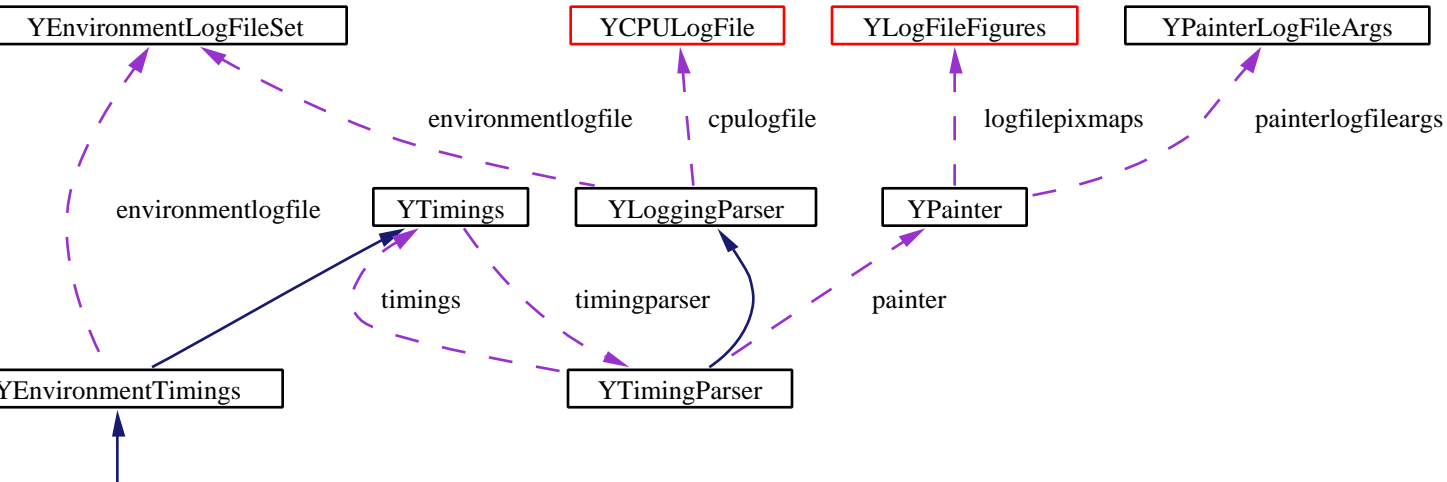 YEnvironmentLogFileSet
YCPULogFile
YLogFileFigures
YPainterLogFileArgs
environmentlogfile
cpulogfile
logfilepixmaps
painterlogfileargs
environmentlogfile
YTimings
YLoggingParser
YPainter
timings
timingparser
painter
YEnvironmentTimings
YTimingParser